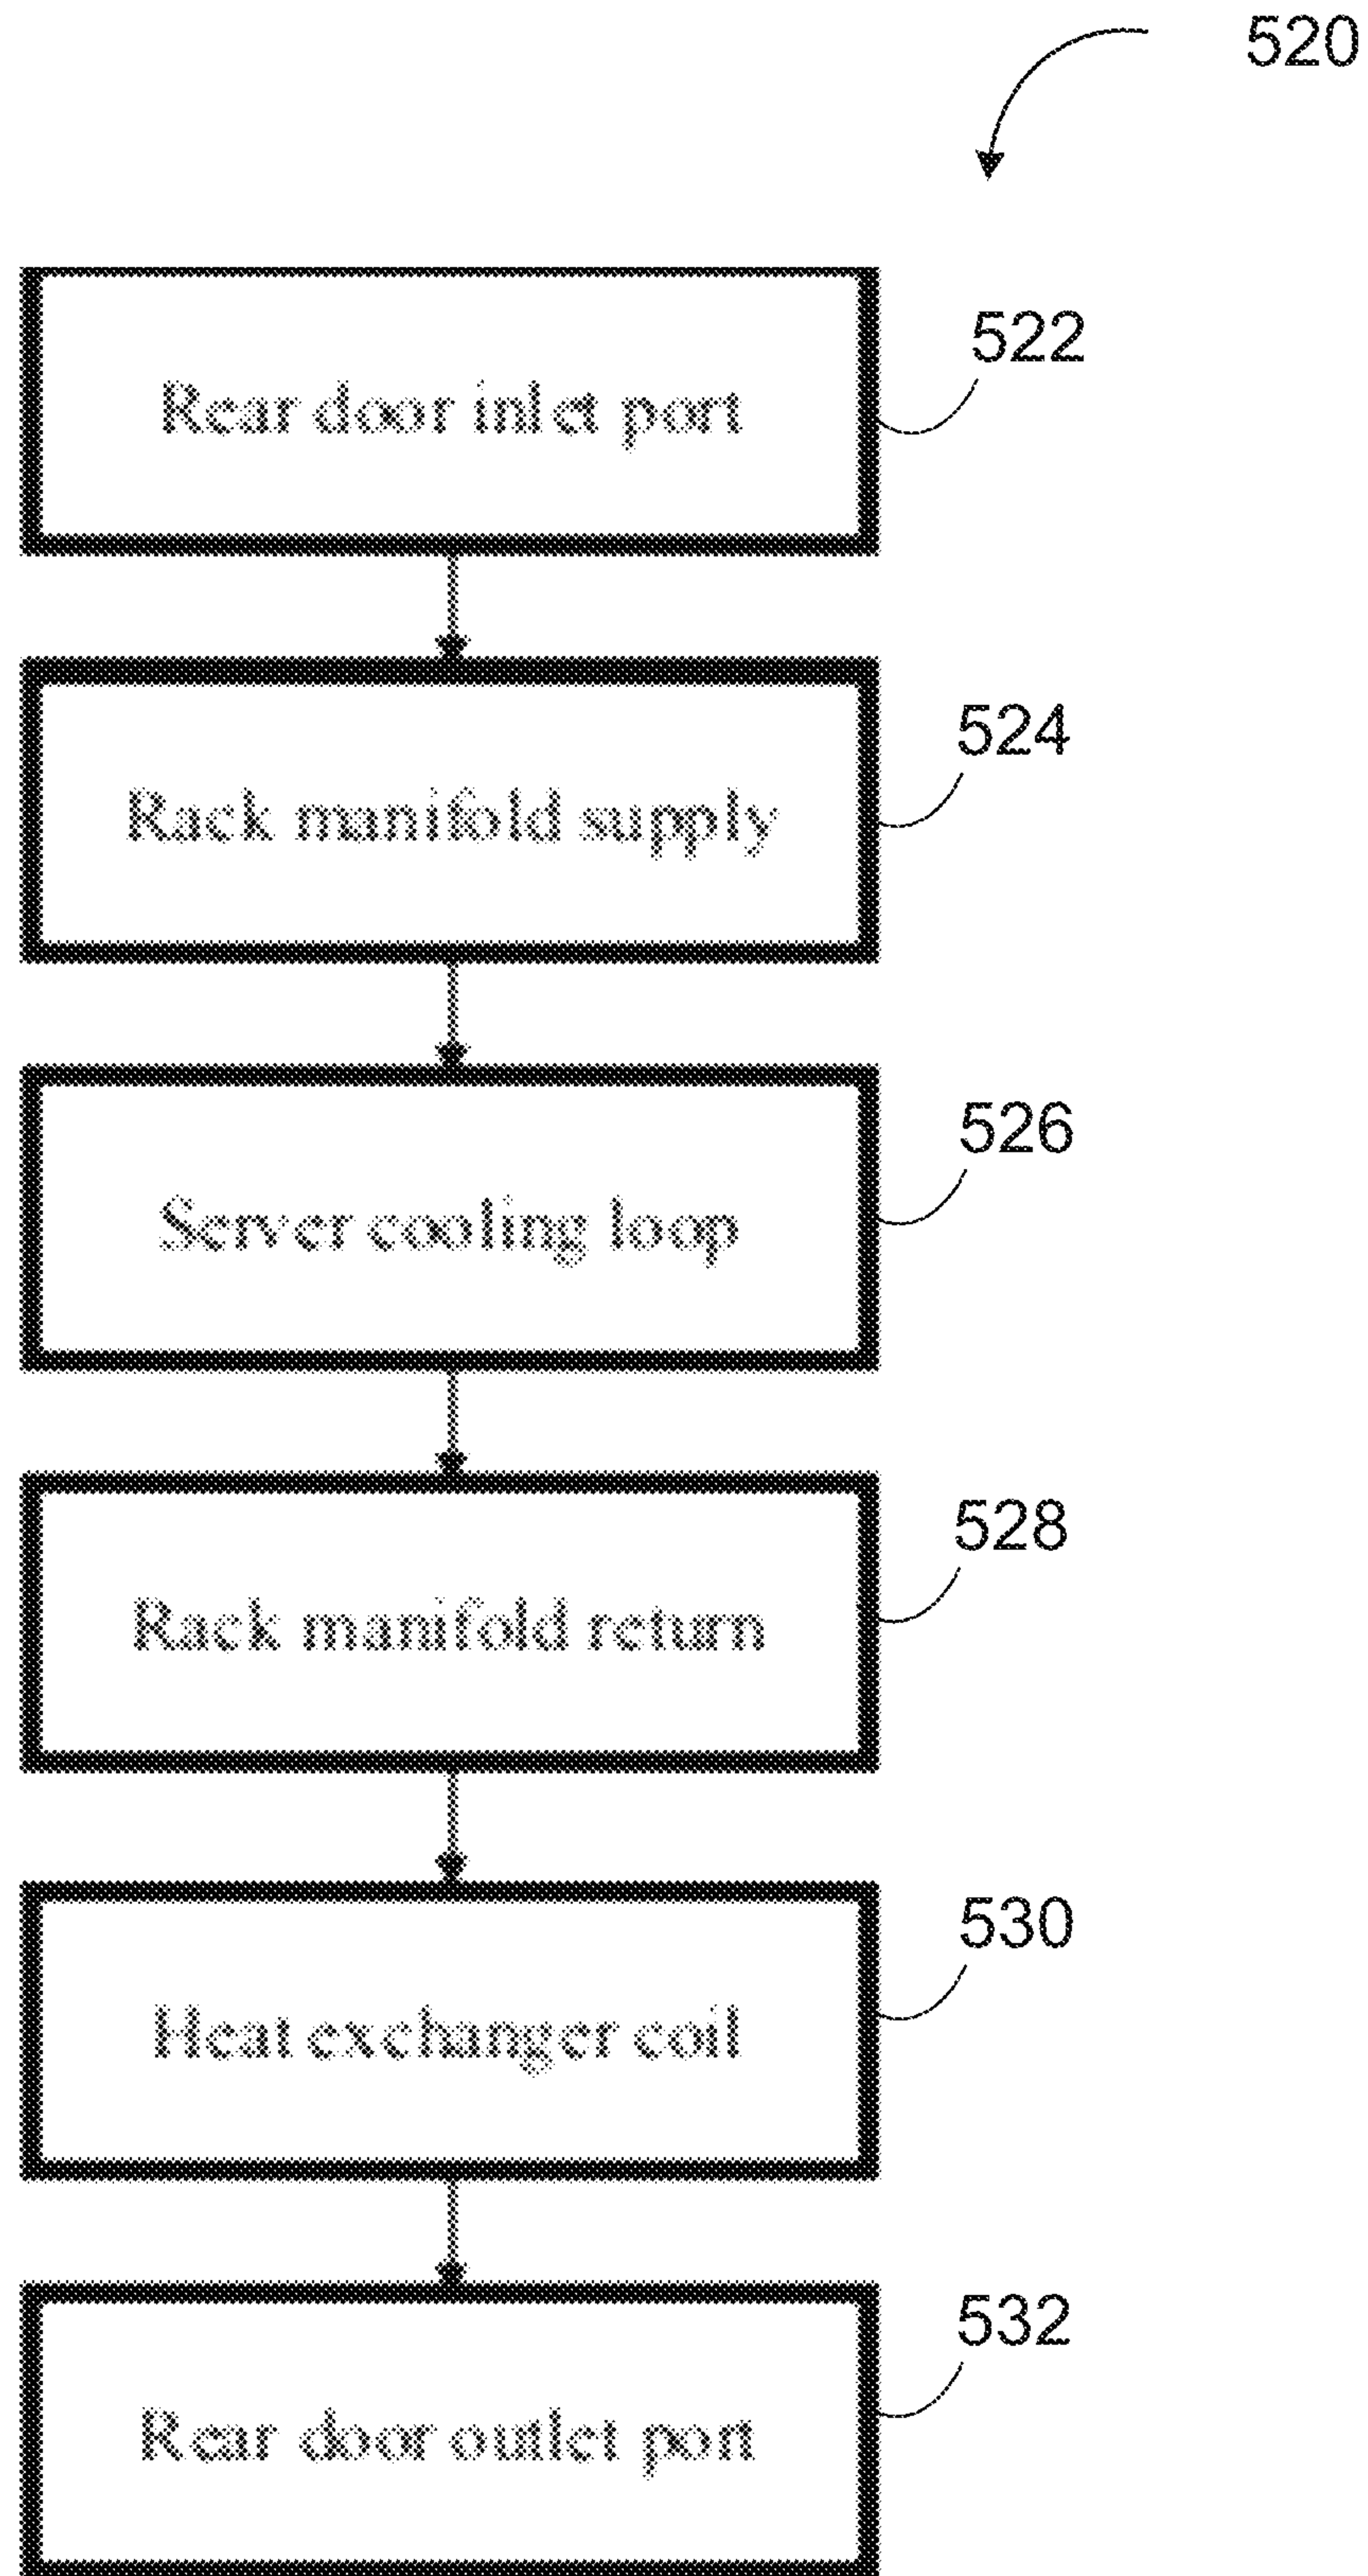 520
Rear door inlet port
522
Rack manifold supply
524
Server cooling loop
526
Rack manifold return
528
Heat exchanger coil
530
Rear door outlet port
532